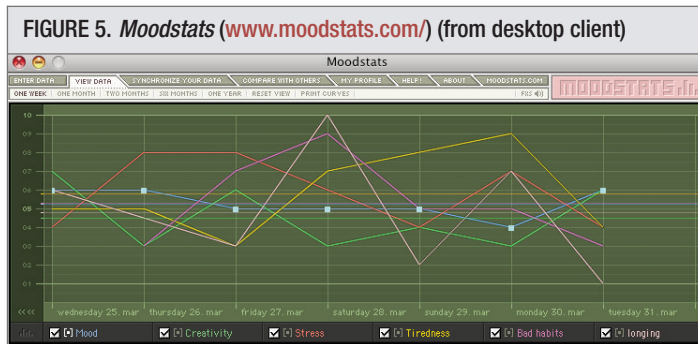 FIGURE 5. Moodstats (www.moodstats.com/) (from desktop client)
Moodstats
ENTER DATA VIEW DATA SYNCHRONIZE YOUR DATA COMPARE WITH OTHERS MY PROFILE HELP! ABOUT MOODSTATS.COM
MOODSTATS
ONE WEEK | ONE MONTH | TWO MONTHS | SIX MONTHS | ONE YEAR | RESET VIEW | PRINT CURVES |
10
09
08
07
06
05
04
03
02
01
<<< wednesday 25. mar thursday 26. mar friday 27. mar saturday 28. mar sunday 29. mar monday 30. mar tuesday 31. mar
Mood Creativity Stress Tiredness Bad habits longing